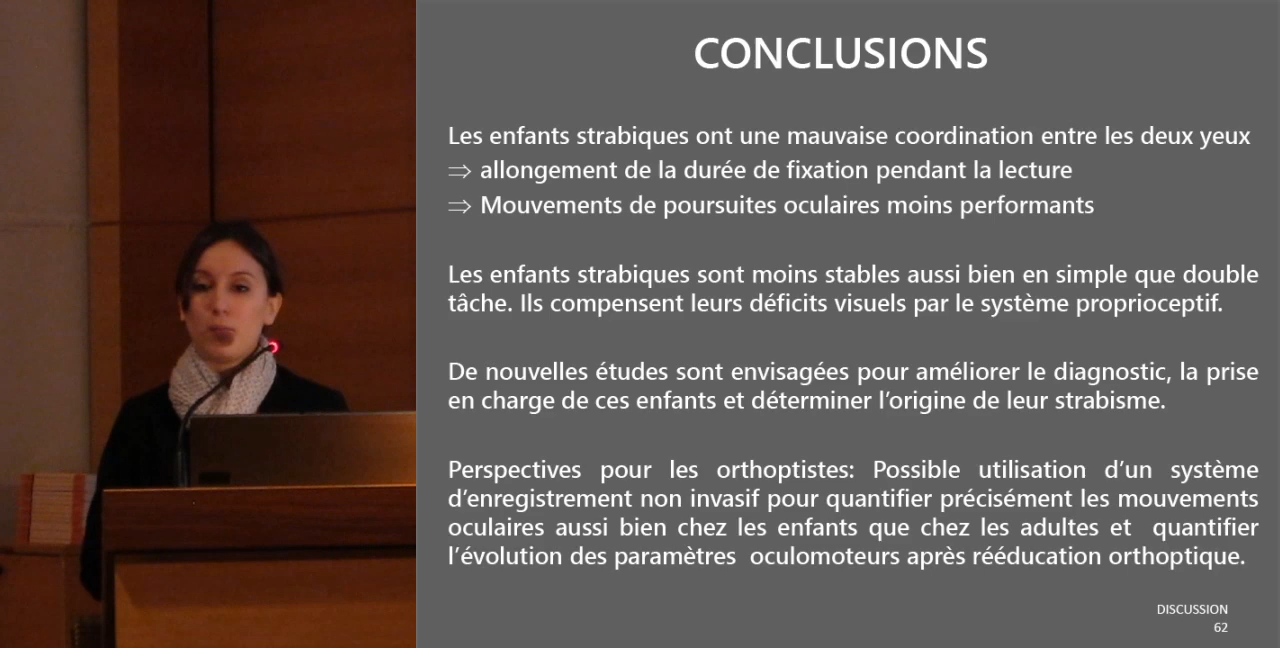 CONCLUSIONS
Les enfants strabiques ont une mauvaise coordination entre les deux yeux
⇒ allongement de la durée de fixation pendant la lecture
⇒ Mouvements de poursuites oculaires moins performants
Les enfants strabiques sont moins stables aussi bien en simple que double
tâche. Ils compensent leurs déficits visuels par le système proprioceptif.
De nouvelles études sont envisagées pour améliorer le diagnostic, la prise
en charge de ces enfants et déterminer l’origine de leur strabisme.
Perspectives pour les orthoptistes: Possible utilisation d’un système
d’enregistrement non invasif pour quantifier précisément les mouvements
oculaires aussi bien chez les enfants que chez les adultes et quantifier
l’évolution des paramètres oculomoteurs après rééducation orthoptique.
DISCUSSION
62